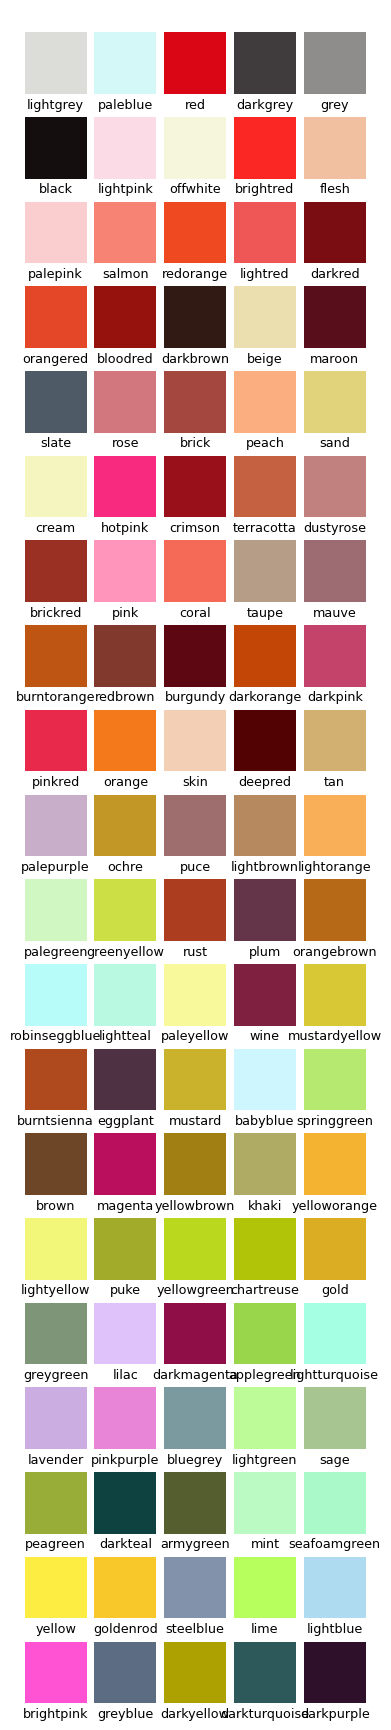 lightgrey paleblue red darkgrey grey
black lightpink offwhite brightred flesh
palepink salmon redorange lightred darkred
orangered bloodred darkbrown beige maroon
slate rose brick peach sand
cream hotpink crimson terracotta dustyrose
brickred pink coral taupe mauve
burntorange redbrown burgundy darkorange darkpink
pinkred orange skin deepred tan
palepurple ochre puce lightbrown lightorange
palegreen greenyellow rust plum orangebrown
robinseggblue lightteal paleyellow wine mustardyellow
burntsienna eggplant mustard babyblue springgreen
brown magenta yellowbrown khaki yelloworange
lightyellow puke yellowgreen chartreuse gold
greygreen lilac darkmagenta applegreen lightturquoise
lavender pinkpurple bluegrey lightgreen sage
peagreen darkteal armygreen mint seafoamgreen
yellow goldenrod steelblue lime lightblue
brightpink greyblue darkyellow darkturquoise darkpurple